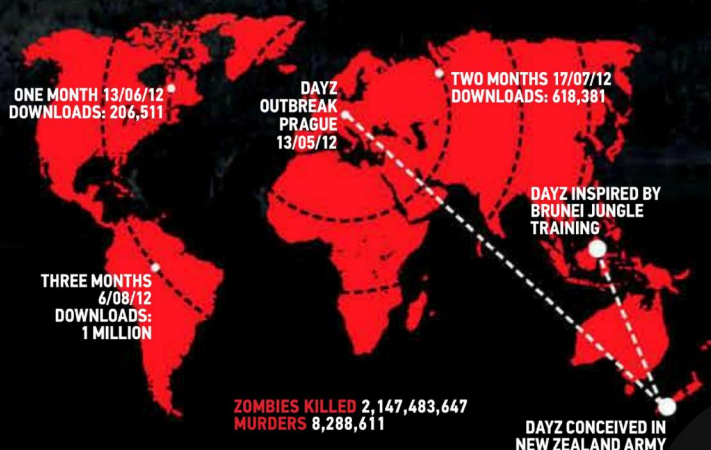 ONE MONTH 13/06/12
DOWNLOADS: 206,511
DAYZ
OUTBREAK
PRAGUE
13/05/12
TWO MONTHS 17/07/12
DOWNLOADS: 618,381
DAYZ INSPIRED BY
BRUNEI JUNGLE
TRAINING
THREE MONTHS
6/08/12
DOWNLOADS:
1 MILLION
ZOMBIES KILLED 2,147,483,647
MURDERS 8,288,611
DAYZ CONCEIVED IN
NEW ZEALAND ARMY